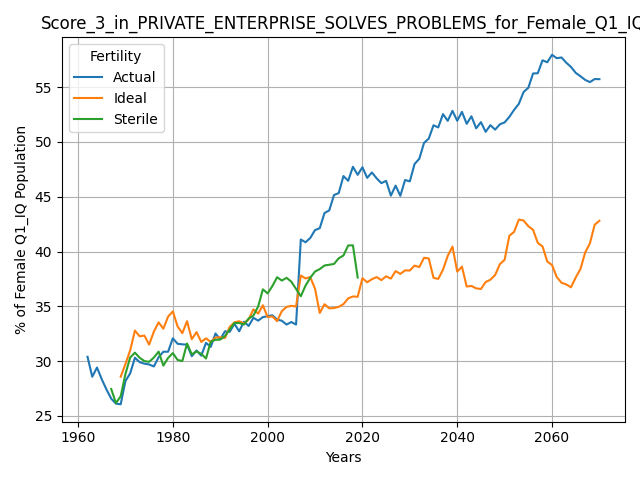 Score_3_in_PRIVATE_ENTERPRISE_SOLVES_PROBLEMS_for_Female_Q1_IQ
Fertility
Actual
Ideal
Sterile
% of Female Q1_IQ Population
55
50
45
40
35
30
25
1960 1980 2000 2020 2040 2060
Years